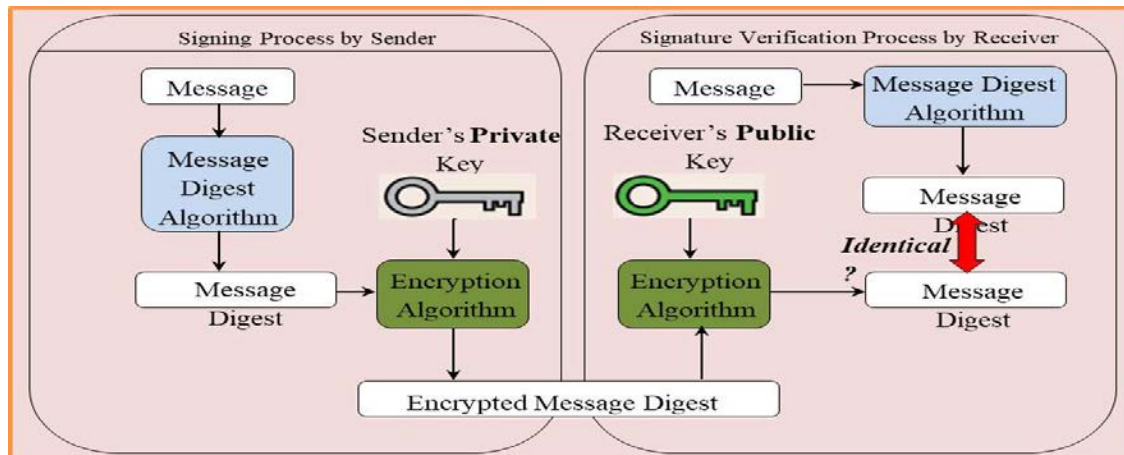 Signing Process by Sender
Message
Message
Digest
Algorithm
Message
Digest
Sender's Private
Key
Encryption
Algorithm
Encrypted Message Digest
Signature Verification Process by Receiver
Message
Message Digest
Algorithm
Receiver's Public
Key
Encryption
Algorithm
Message
Digest
Identical
?
Message
Digest